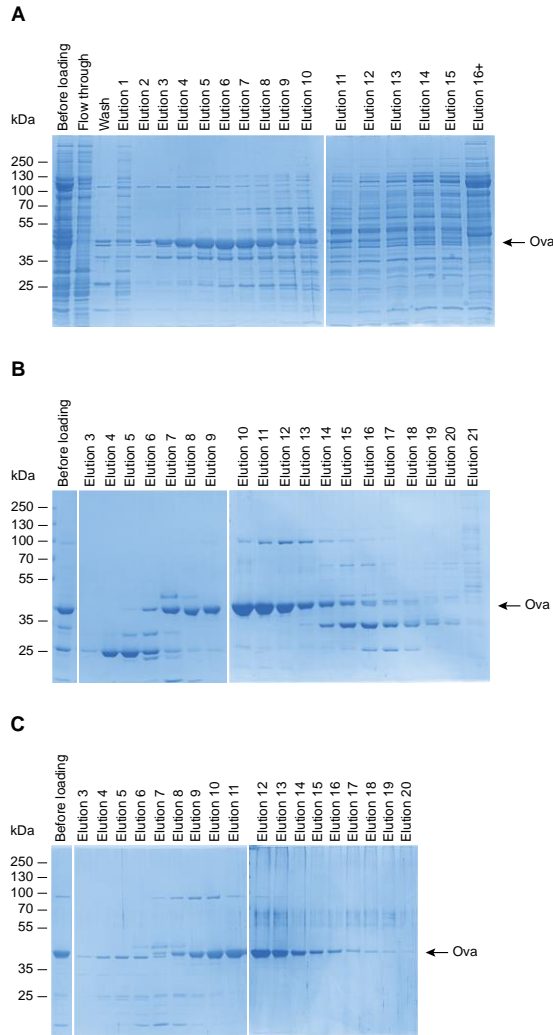 A
Before loading
Flow through
Wash
Elution 1
Elution 2
Elution 3
Elution 4
Elution 5
Elution 6
Elution 7
Elution 8
Elution 9
Elution 10
Elution 11
Elution 12
Elution 13
Elution 14
Elution 15
Elution 16+
kDa
250
130
100
70
55
35
25
Ova
B
Before loading
Elution 3
Elution 4
Elution 5
Elution 6
Elution 7
Elution 8
Elution 9
Elution 10
Elution 11
Elution 12
Elution 13
Elution 14
Elution 15
Elution 16
Elution 17
Elution 18
Elution 19
Elution 20
Elution 21
kDa
250
130
100
70
55
35
25
Ova
C
Before loading
Elution 3
Elution 4
Elution 5
Elution 6
Elution 7
Elution 8
Elution 9
Elution 10
Elution 11
Elution 12
Elution 13
Elution 14
Elution 15
Elution 16
Elution 17
Elution 18
Elution 19
Elution 20
kDa
250
130
100
70
55
35
25
Ova